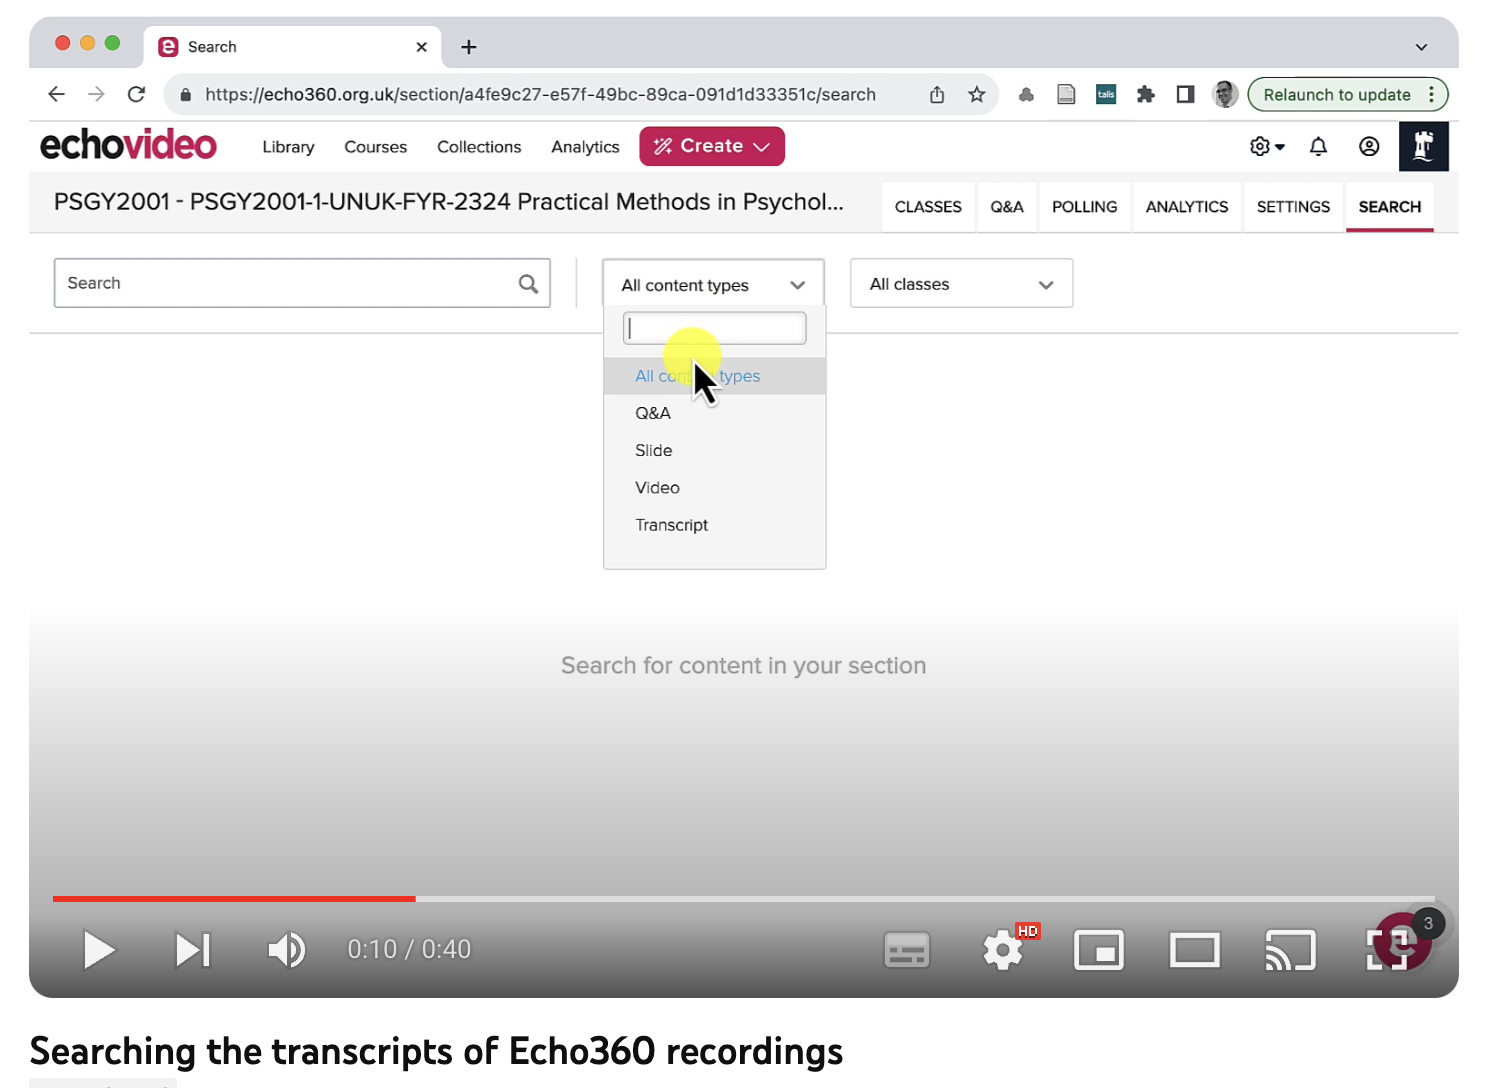 Search
https://echo360.org.uk/section/a4fe9c27-e57f-49bc-89ca-091d1d33351c/search
talis
Relaunch to update
echovideo
Library
Courses
Collections
Analytics
Create
PSGY2001 - PSGY2001-1-UNUK-FYR-2324 Practical Methods in Psychol...
CLASSES
Q&A
POLLING
ANALYTICS
SETTINGS
SEARCH
Search
All content types
All classes
All types
Q&A
Slide
Video
Transcript
Search for content in your section
0:10 / 0:40
HD
3
Searching the transcripts of Echo360 recordings